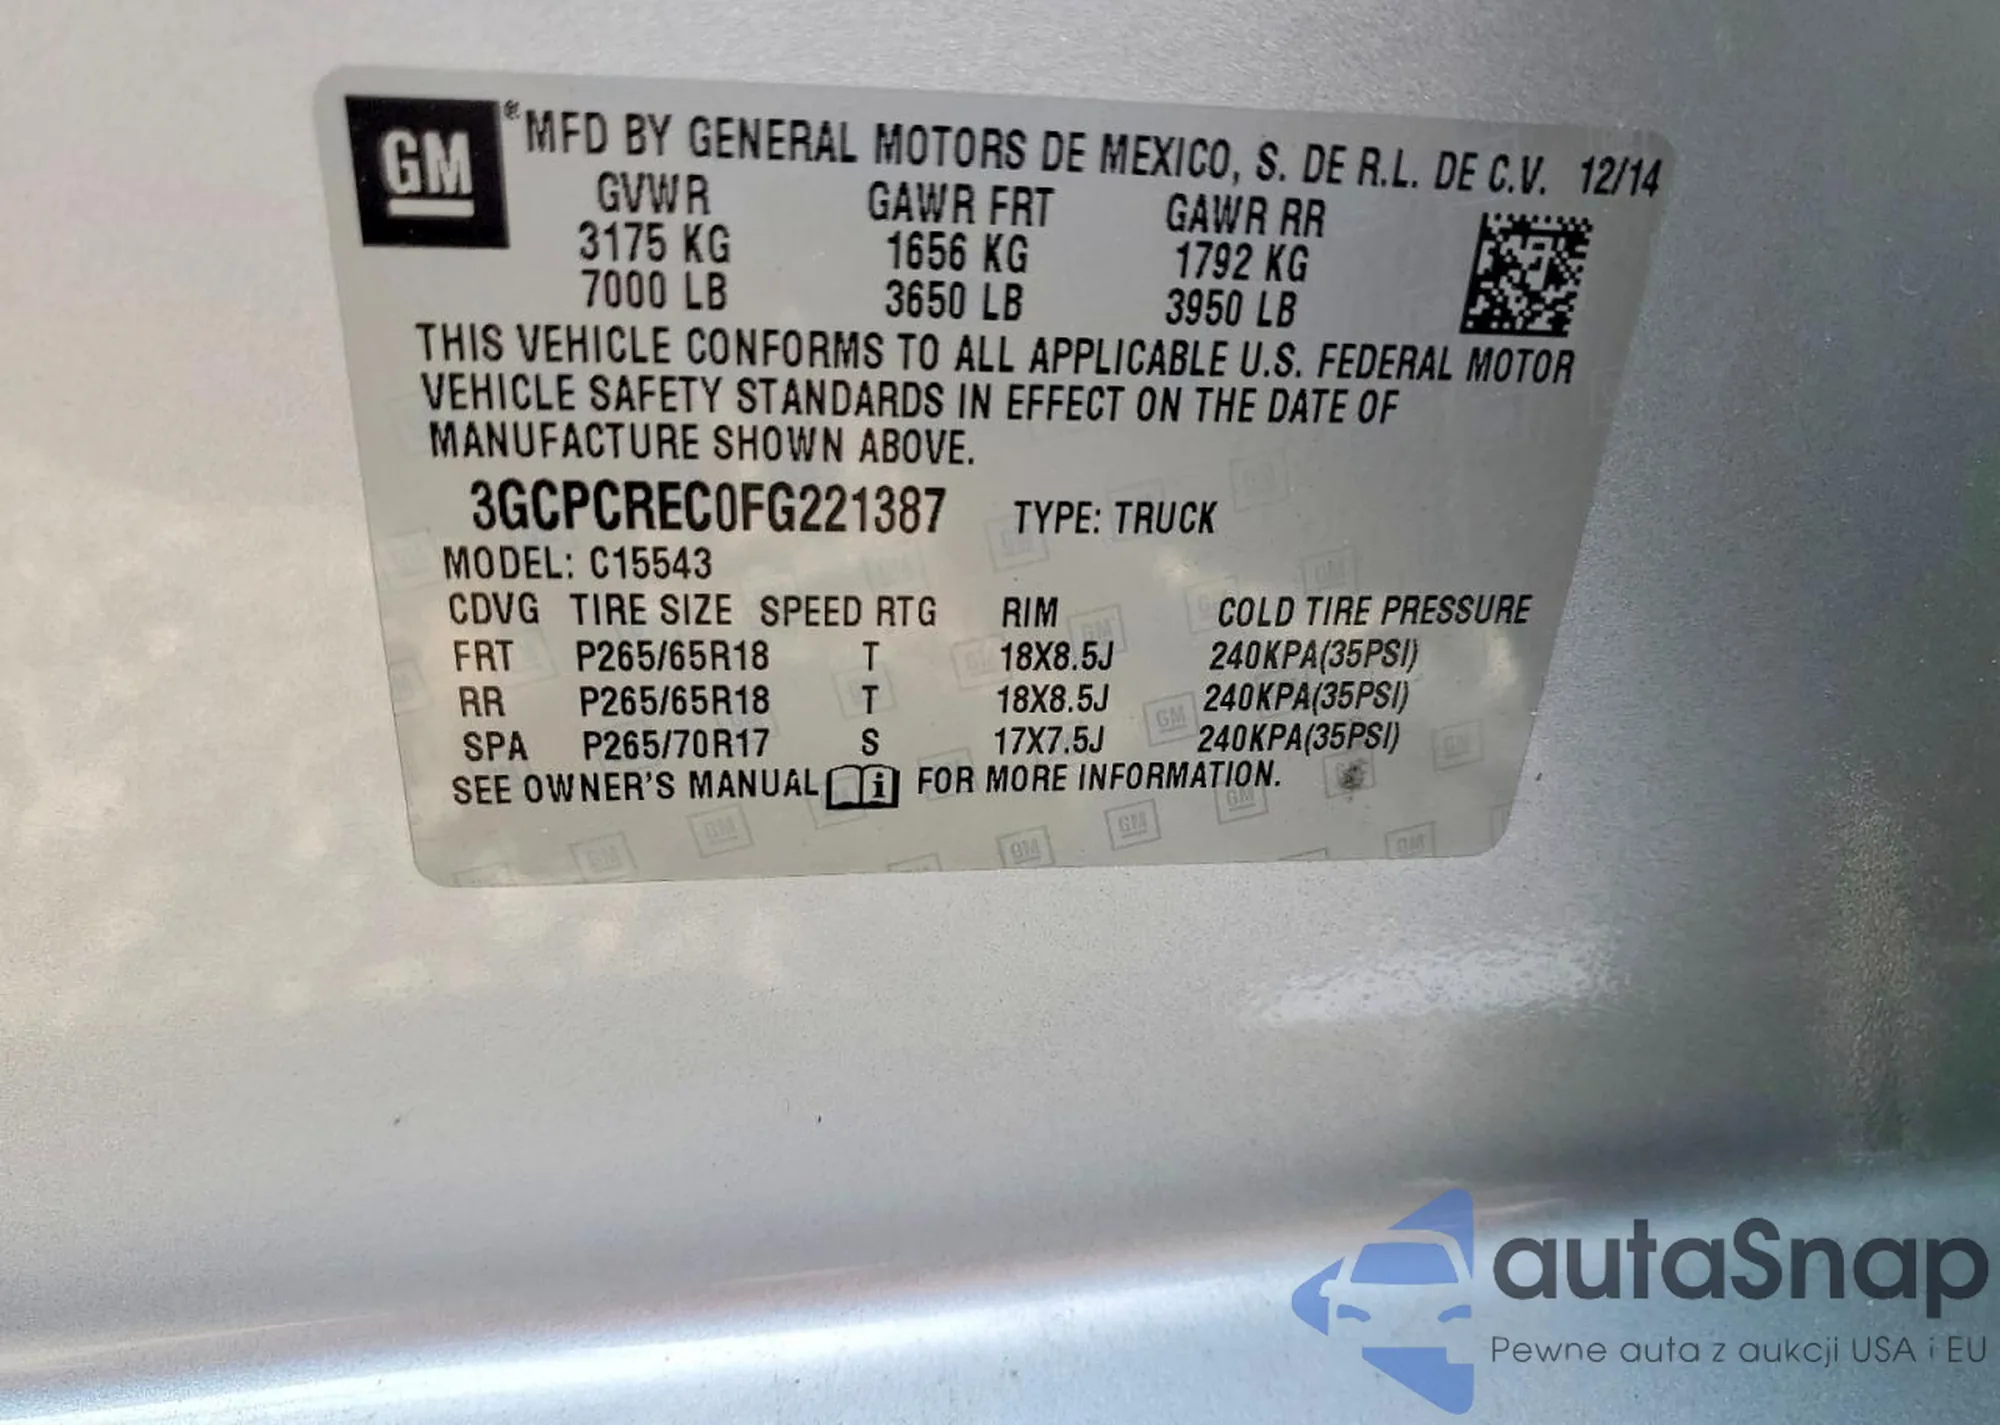 GM ® MFD BY GENERAL MOTORS DE MEXICO, S. DE R.L. DE C.V. 12/14
GVWR GAWR FRT GAWR RR
3175 KG 1656 KG 1792 KG
7000 LB 3650 LB 3950 LB
THIS VEHICLE CONFORMS TO ALL APPLICABLE U.S. FEDERAL MOTOR
VEHICLE SAFETY STANDARDS IN EFFECT ON THE DATE OF
MANUFACTURE SHOWN ABOVE.
3GCPCREC0FG221387 TYPE: TRUCK
MODEL: C15543
CDVG TIRE SIZE SPEED RTG RIM COLD TIRE PRESSURE
FRT P265/65R18 T 18X8.5J 240KPA(35PSI)
RR P265/65R18 T 18X8.5J 240KPA(35PSI)
SPA P265/70R17 S 17X7.5J 240KPA(35PSI)
SEE OWNER'S MANUAL i FOR MORE INFORMATION.
autaSnap
Pewne auta z aukcji USA i EU